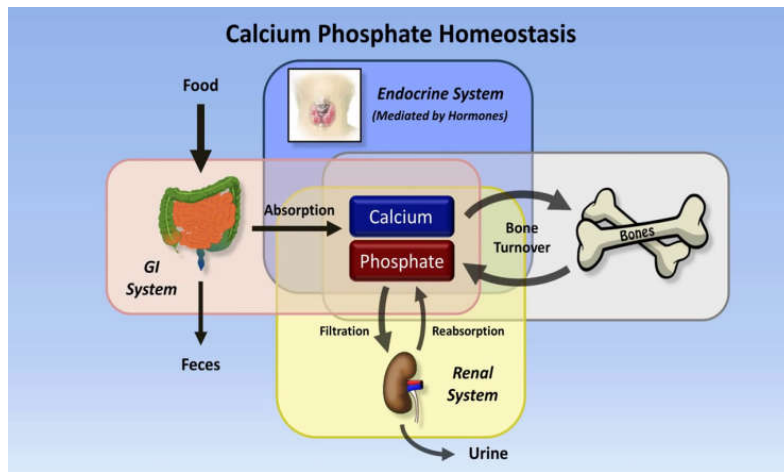 Calcium Phosphate Homeostasis
Food
Endocrine System
(Mediated by Hormones)
Absorption
Calcium
Phosphate
Bone
Turnover
Bones
GI
System
Filtration
Reabsorption
Feces
Renal
System
Urine